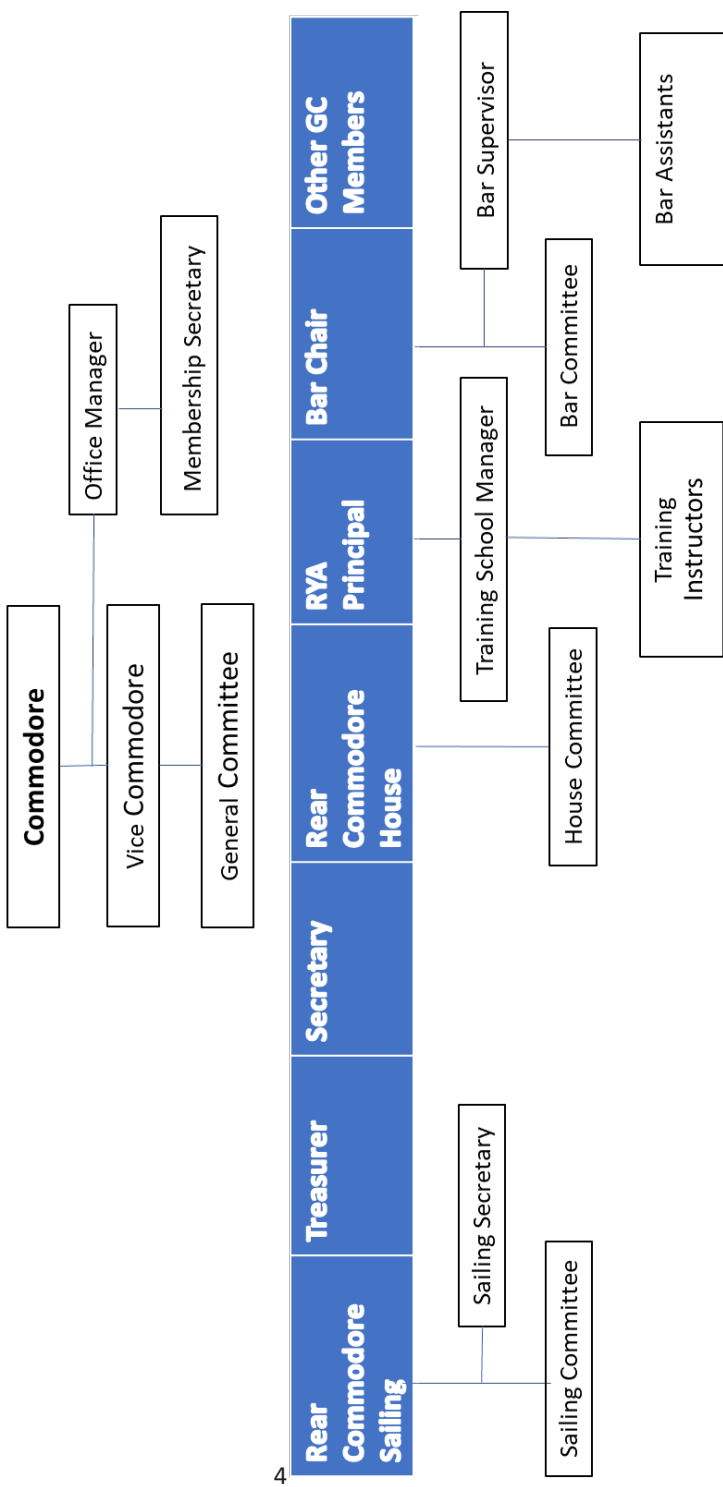 Commodore
Office Manager
Vice Commodore
Membership Secretary
General Committee
Rear
Commodore
Sailing
Treasurer
Secretary
Rear
Commodore
House
RYA
Principal
Bar Chair
Other GC
Members
Sailing Secretary
Training School Manager
Bar Supervisor
Sailing Committee
House Committee
Bar Committee
Training
Instructors
Bar Assistants
4